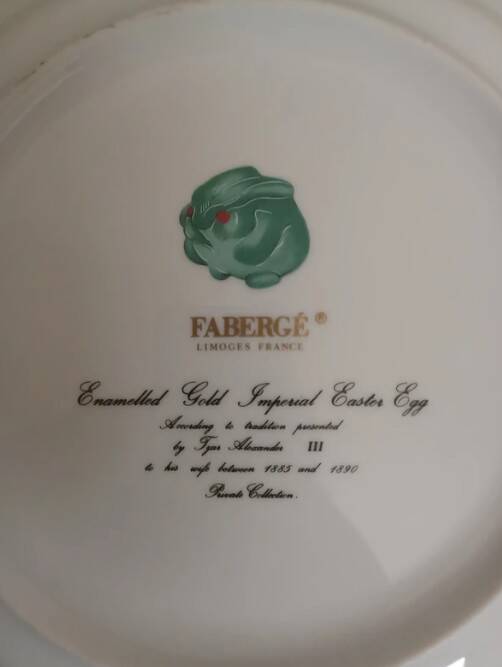 FABERGÉ ®
LIMOGES FRANCE
Enamelled Gold Imperial Easter Egg
According to tradition presented
by Tzar Alexander III
to his wife between 1885 and 1890
Private Collection.